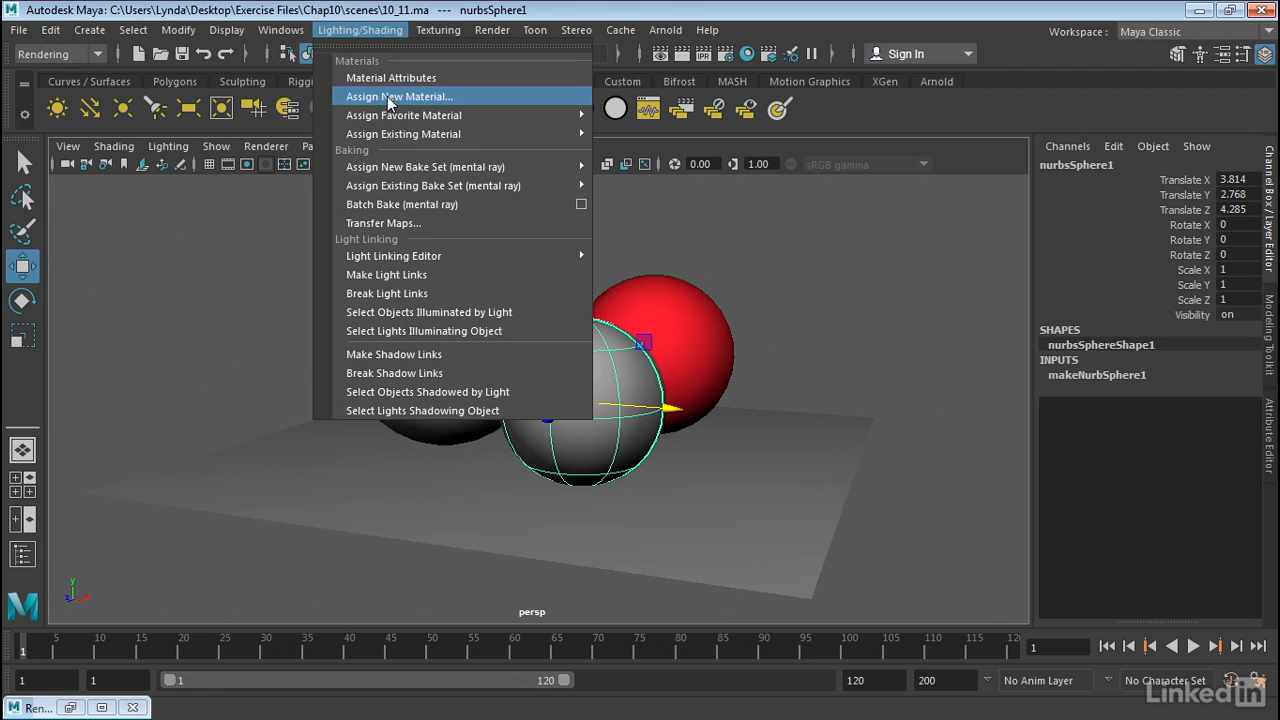 Autodesk Maya: C:\Users\Lynda\Desktop\Exercise Files\Chap10\scenes\10_11.ma --- nurbsSphere1
File Edit Create Select Modify Display Windows Lighting/Shading Texturing Render Toon Stereo Cache Arnold Help
Workspace : Maya Classic
Rendering
Sign In
Curves / Surfaces Polygons Sculpting Custom Bifrost MASH Motion Graphics XGen Arnold
View Shading Lighting Show Renderer
0.00 1.00 sRGB gamma
Materials
Material Attributes
Assign New Material...
Assign Favorite Material
Assign Existing Material
Baking
Assign New Bake Set (mental ray)
Assign Existing Bake Set (mental ray)
Batch Bake (mental ray)
Transfer Maps...
Light Linking
Light Linking Editor
Make Light Links
Break Light Links
Select Objects Illuminated by Light
Select Lights Illuminating Object
Make Shadow Links
Break Shadow Links
Select Objects Shadowed by Light
Select Lights Shadowing Object
Channels Edit Object Show
nurbsSphere1
Translate X 3.814
Translate Y 2.768
Translate Z 4.285
Rotate X 0
Rotate Y 0
Rotate Z 0
Scale X 1
Scale Y 1
Scale Z 1
Visibility on
SHAPES
nurbsSphereShape1
INPUTS
makeNurbSphere1
Channel Box / Layer Editor
Attribute Editor
y
persp
5 10 15 20 25 30 35 40 45 50 55 60 65 70 75 80 85 90 95 100 105 110 115 12
1
1
1 1 1 120 120 200 No Anim Layer No Character Set
Ren...
LinkedIn